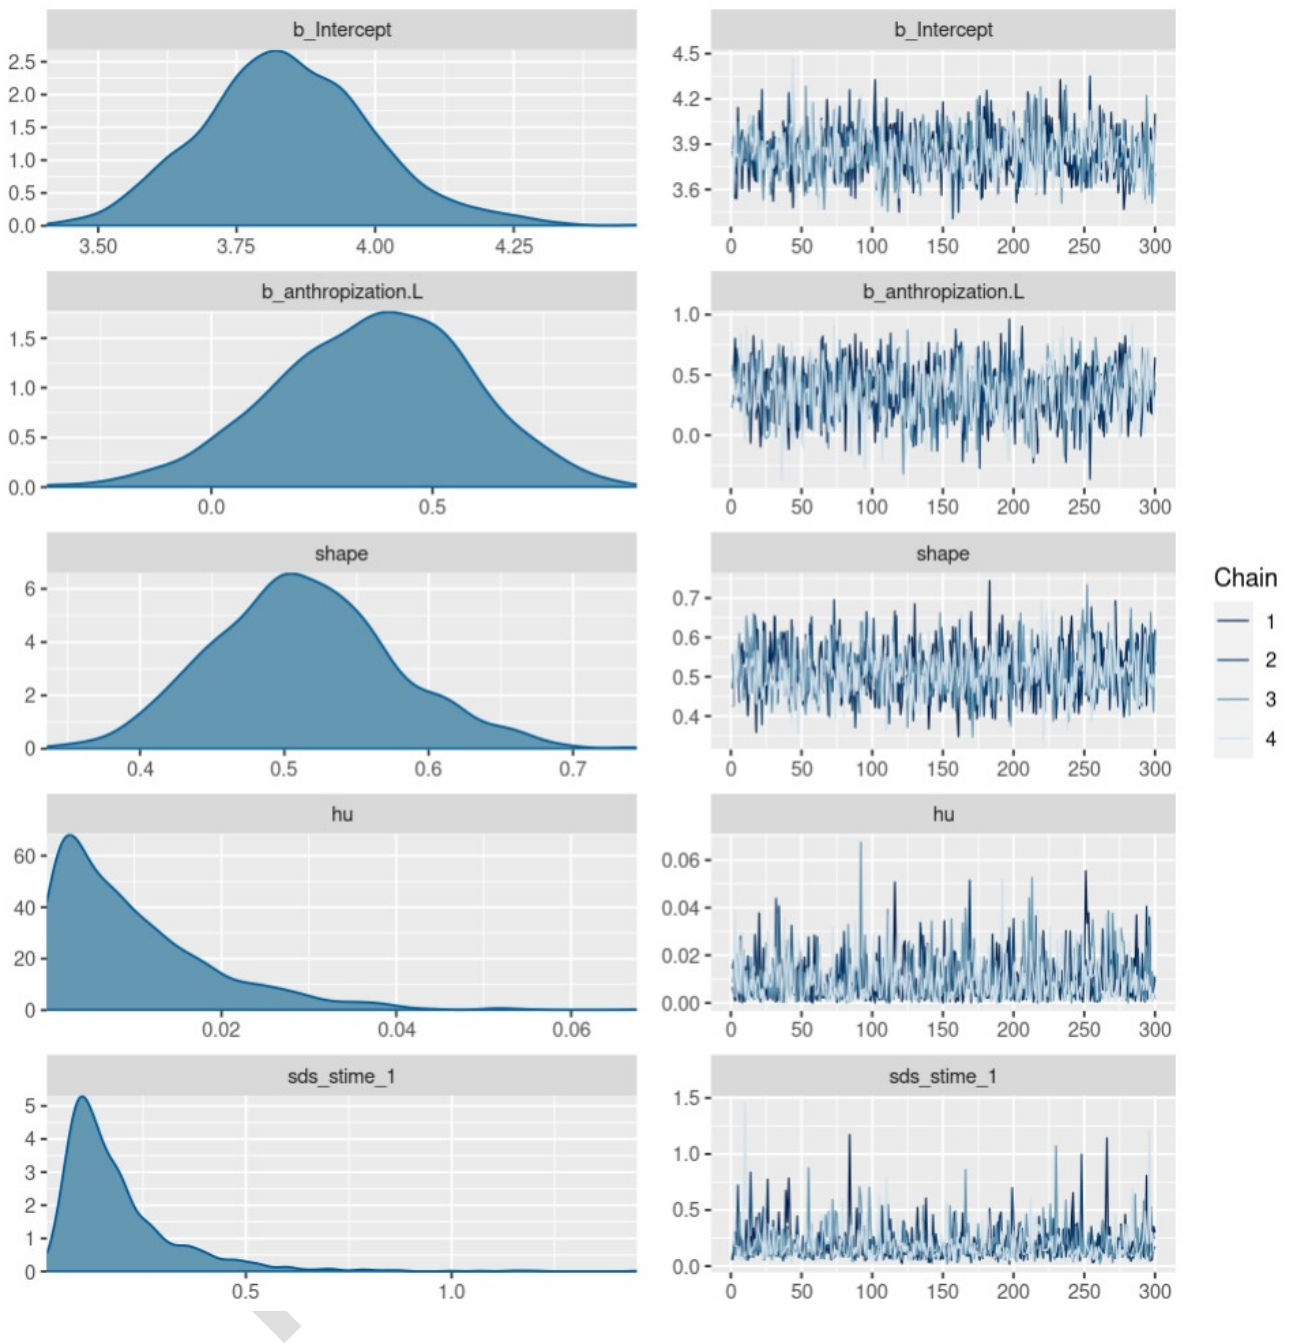 b_Intercept
2.5
2.0
1.5
1.0
0.5
0.0
3.50 3.75 4.00 4.25
b_Intercept
4.5
4.2
3.9
3.6
0 50 100 150 200 250 300
b_anthropization.L
1.5
1.0
0.5
0.0
0.0 0.5
b_anthropization.L
1.0
0.5
0.0
0 50 100 150 200 250 300
shape
6
4
2
0
0.4 0.5 0.6 0.7
shape
0.7
0.6
0.5
0.4
0 50 100 150 200 250 300
hu
60
40
20
0
0.02 0.04 0.06
hu
0.06
0.04
0.02
0.00
0 50 100 150 200 250 300
sds_stime_1
5
4
3
2
1
0
0.5 1.0
sds_stime_1
1.5
1.0
0.5
0.0
0 50 100 150 200 250 300
Chain
1
2
3
4